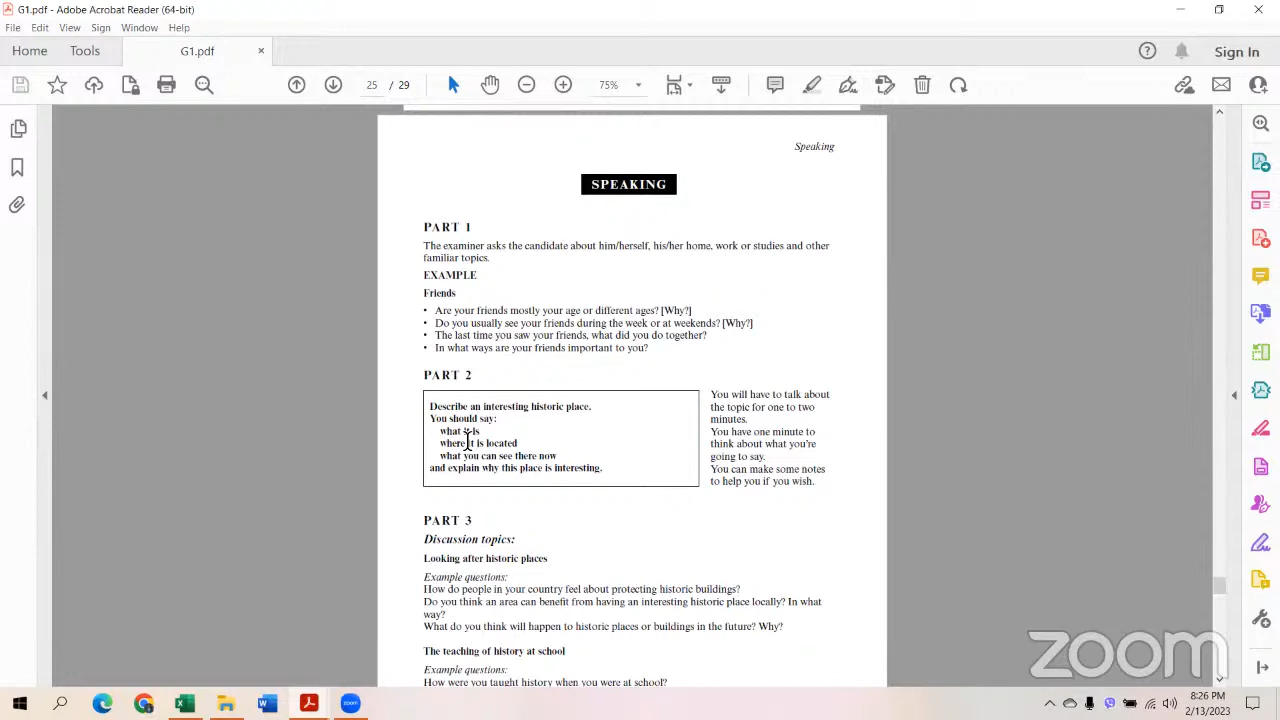 G1.pdf - Adobe Acrobat Reader (64-bit)
File Edit View Sign Window Help
Home Tools G1.pdf × Sign In
25 / 29 75%
Speaking
SPEAKING
PART 1
The examiner asks the candidate about him/herself, his/her home, work or studies and other
familiar topics.
EXAMPLE
Friends
• Are your friends mostly your age or different ages? [Why?]
• Do you usually see your friends during the week or at weekends? [Why?]
• The last time you saw your friends, what did you do together?
• In what ways are your friends important to you?
PART 2
Describe an interesting historic place.
You should say:
what it is
where it is located
what you can see there now
and explain why this place is interesting.
You will have to talk about
the topic for one to two
minutes.
You have one minute to
think about what you're
going to say.
You can make some notes
to help you if you wish.
PART 3
Discussion topics:
Looking after historic places
Example questions:
How do people in your country feel about protecting historic buildings?
Do you think an area can benefit from having an interesting historic place locally? In what
way?
What do you think will happen to historic places or buildings in the future? Why?
The teaching of history at school
Example questions:
How were you taught history when you were at school?
zoom
zoom
8:26 PM
2/13/2023